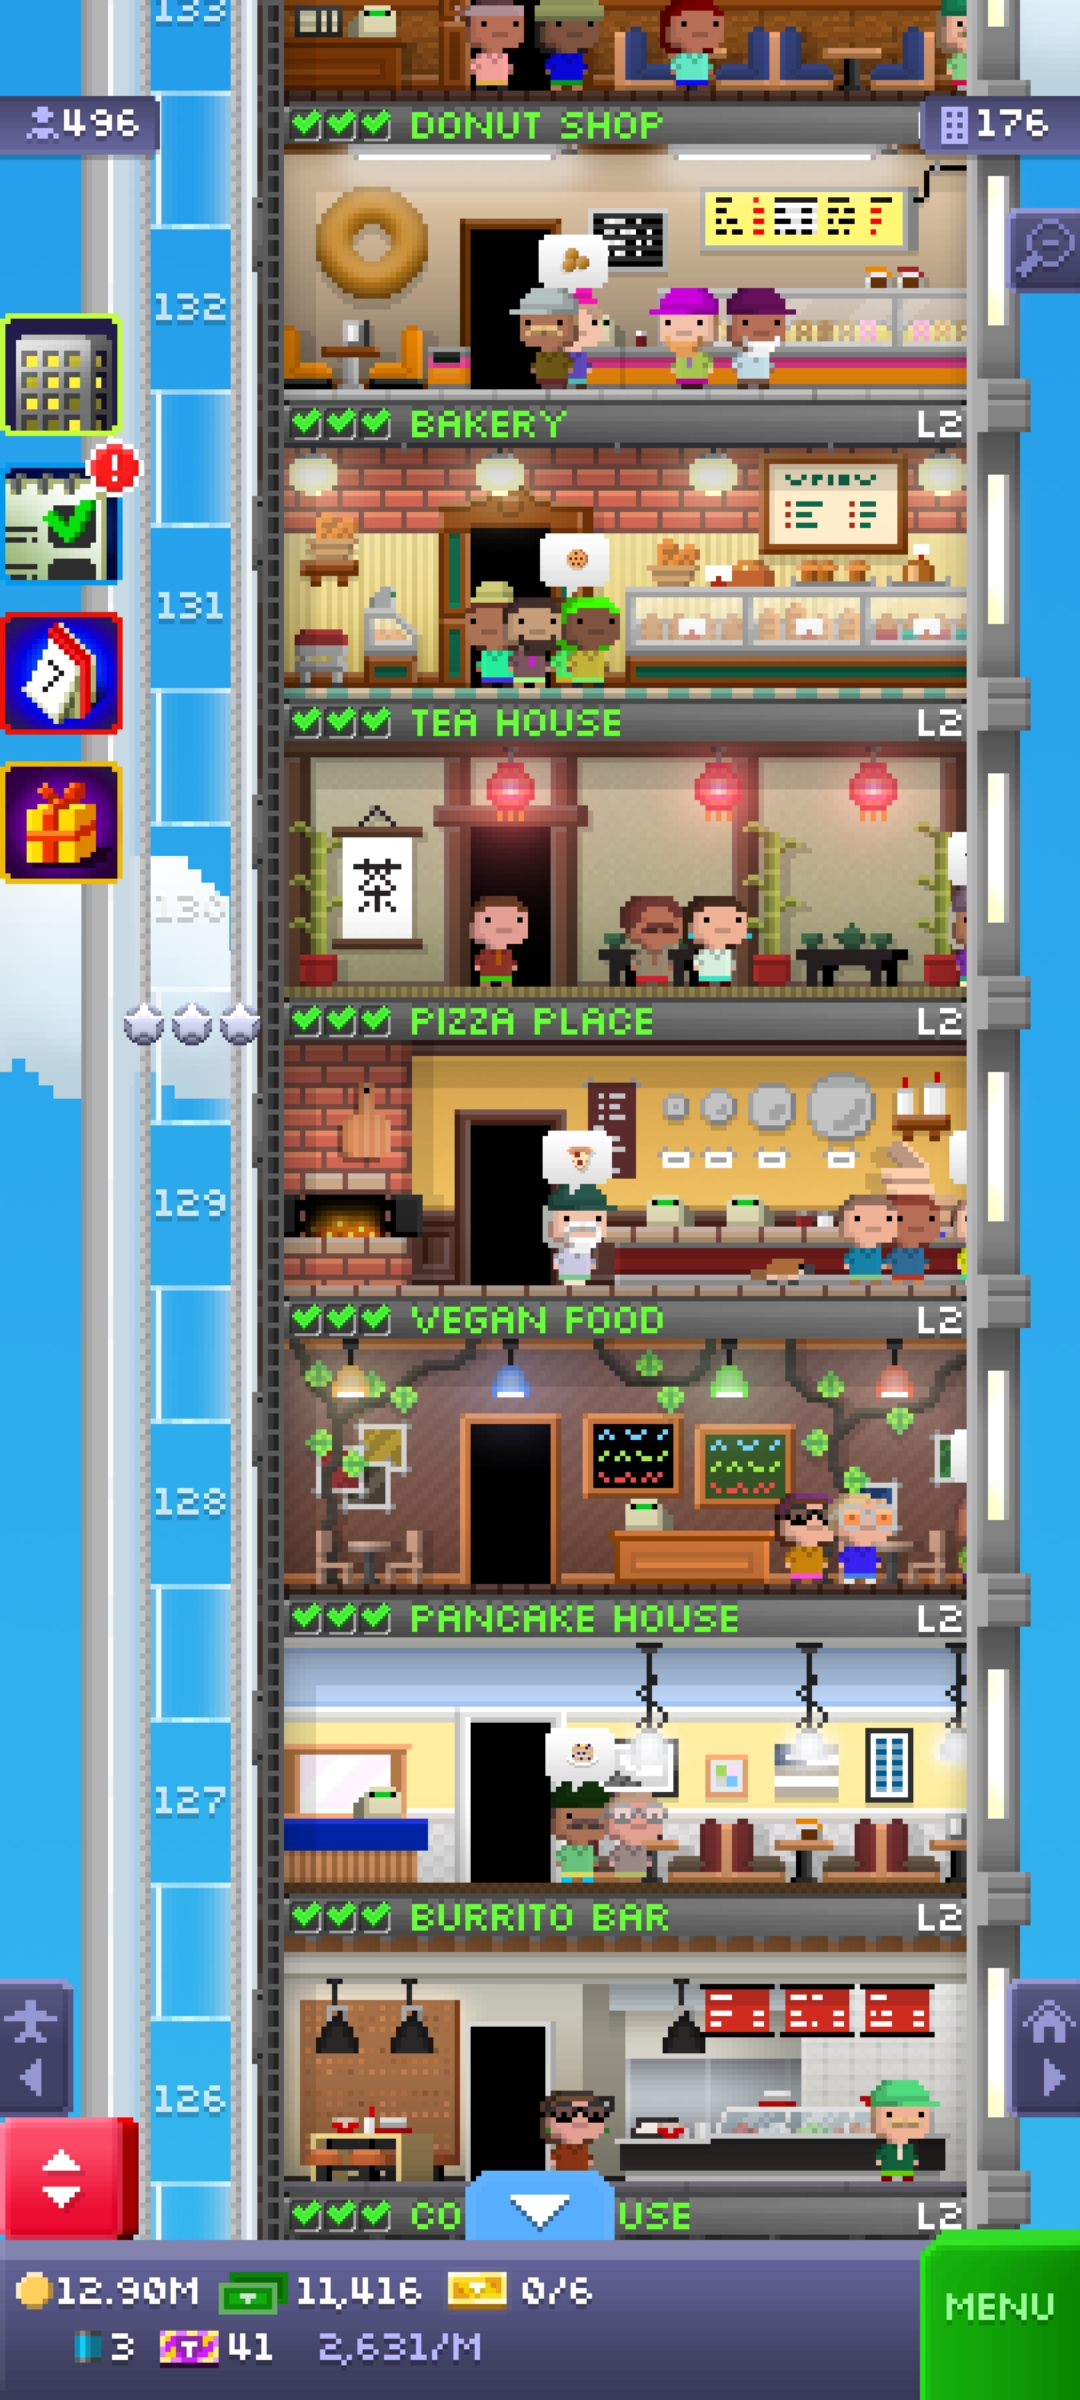 133
496
DONUT SHOP
176
132
BAKERY L2
131
7
TEA HOUSE L2
茶
130
PIZZA PLACE L2
129
VEGAN FOOD L2
128
PANCAKE HOUSE L2
127
BURRITO BAR L2
126
CO USE L2
12.90M 11,416 0/6
MENU
3 T 41 2,631/M